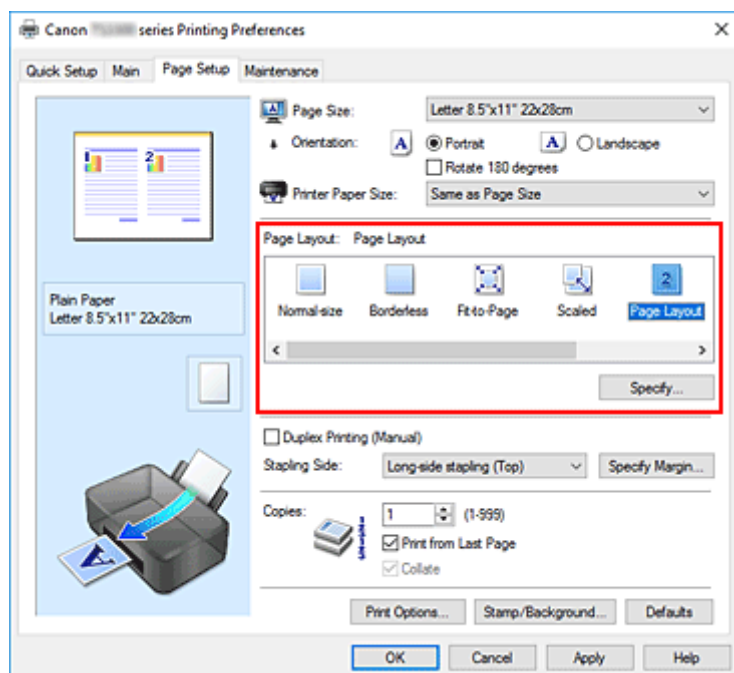 Canon series Printing Preferences
Quick Setup Main Page Setup Maintenance
Page Size: Letter 8.5"x11" 22x28cm
Orientation: A Portrait A Landscape
Rotate 180 degrees
Printer Paper Size: Same as Page Size
1 2
Page Layout: Page Layout
2
Normal-size Borderless Fit-to-Page Scaled Page Layout
Specify...
Plain Paper
Letter 8.5"x11" 22x28cm
Duplex Printing (Manual)
Stapling Side: Long-side stapling (Top) Specify Margin...
Copies: 1 (1-999)
Print from Last Page
Collate
A
Print Options... Stamp/Background... Defaults
OK Cancel Apply Help